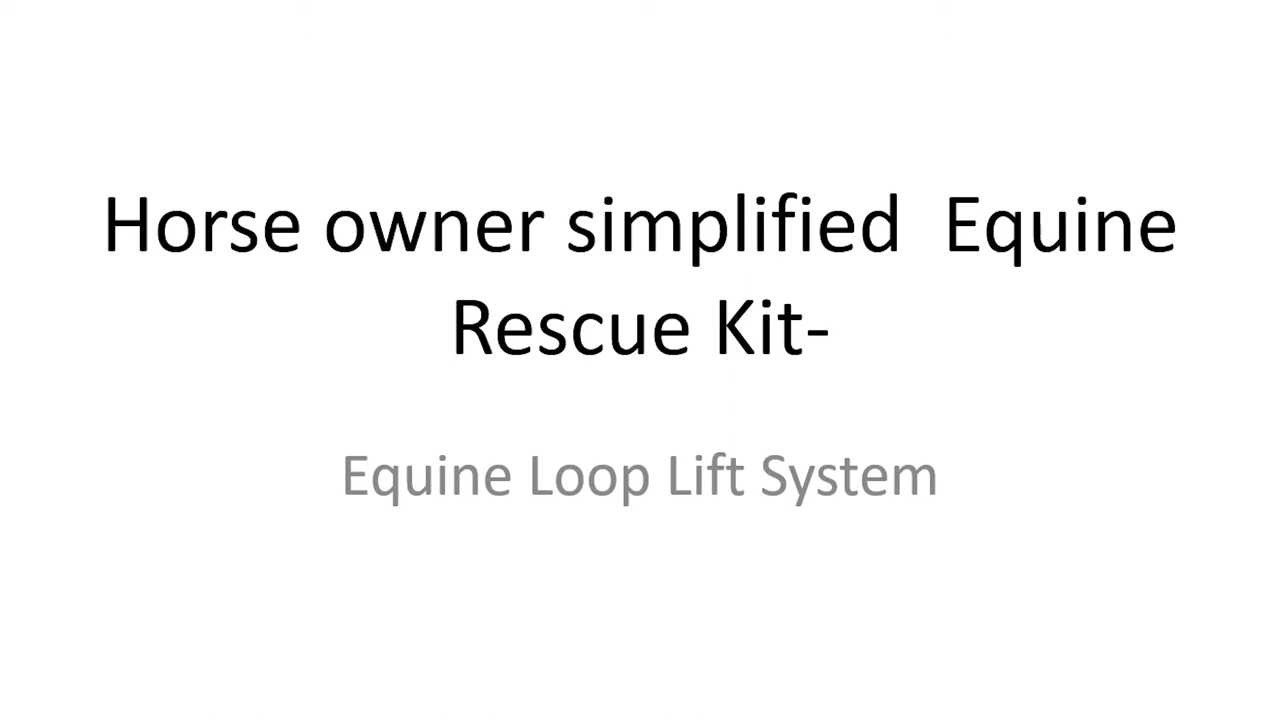 Horse owner simplified  Equine
Rescue Kit-
Equine Loop Lift System